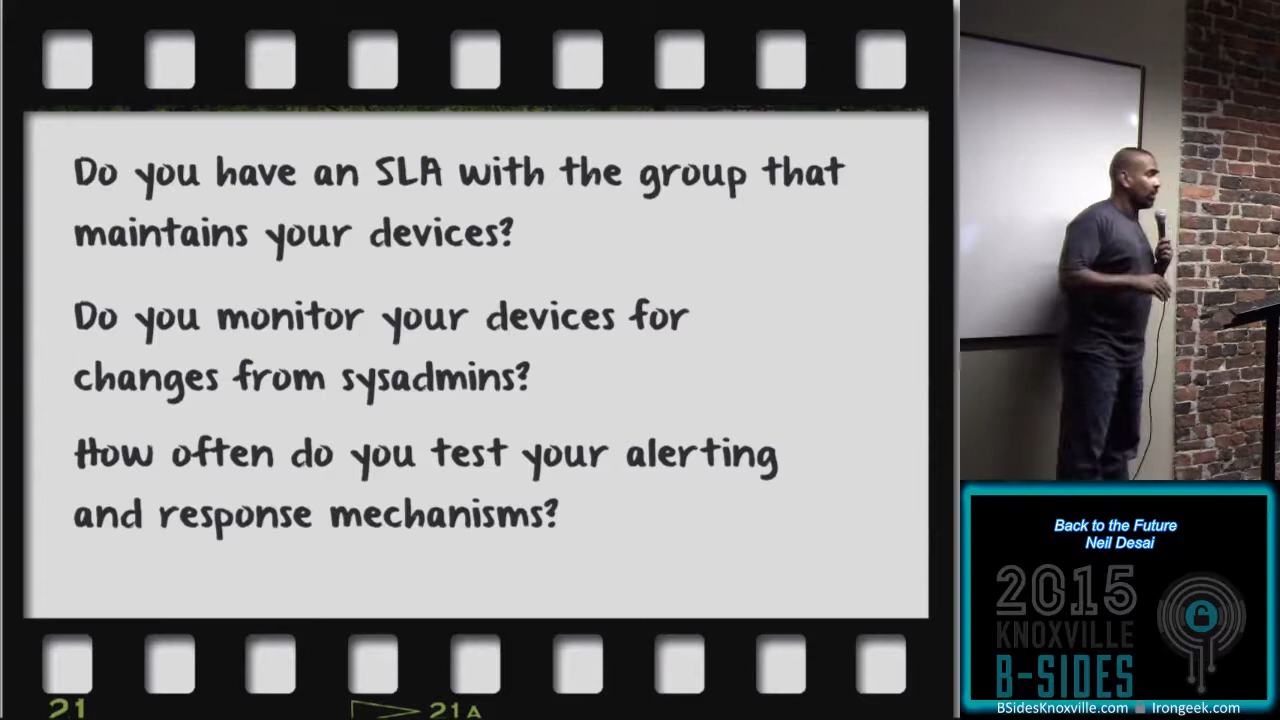 Do you have an SLA with the group that
maintains your devices?
Do you monitor your devices for
changes from sysadmins?
How often do you test your alerting
and response mechanisms?
21
21A
Back to the Future
Neil Desai
2015
KNOXVILLE
B-SIDES
BSidesKnoxville.com
Irongeek.com